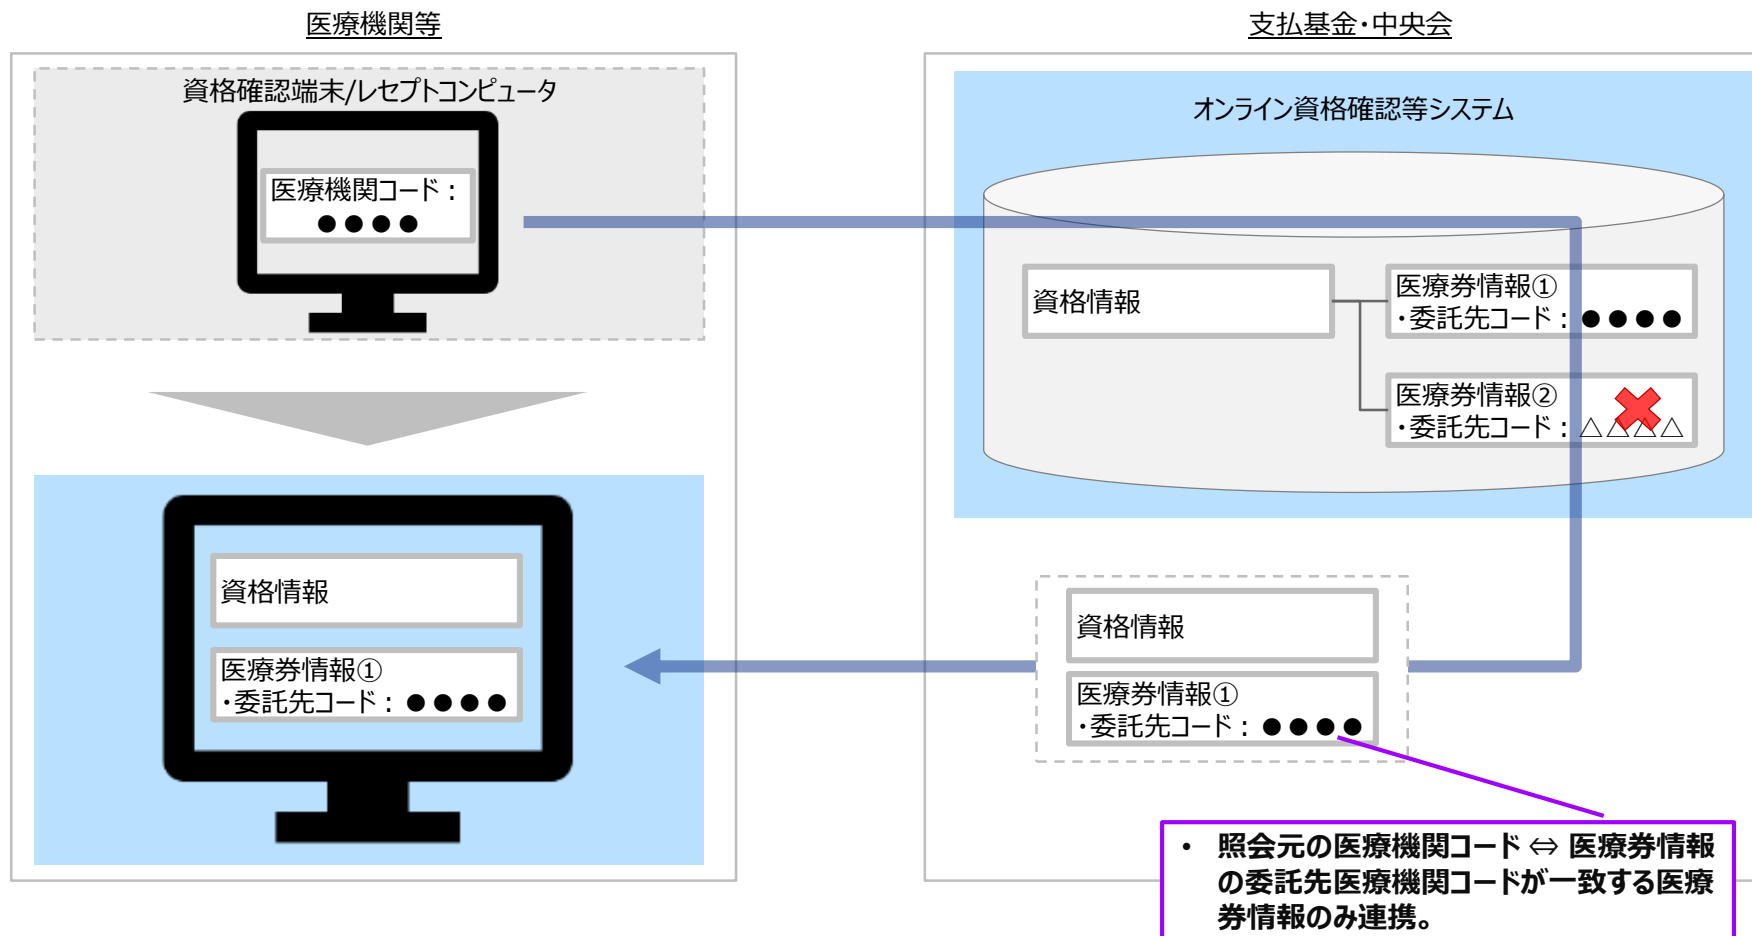 医療機関等
資格確認端末/レセプトコンピュータ
医療機関コード：
●●●●
資格情報
医療券情報①
・委託先コード：●●●●
支払基金・中央会
オンライン資格確認等システム
資格情報
医療券情報①
・委託先コード：●●●●
医療券情報②
・委託先コード：△△△△
資格情報
医療券情報①
・委託先コード：●●●●
• 照会元の医療機関コード ⇔ 医療券情報
の委託先医療機関コードが一致する医療
券情報のみ連携。